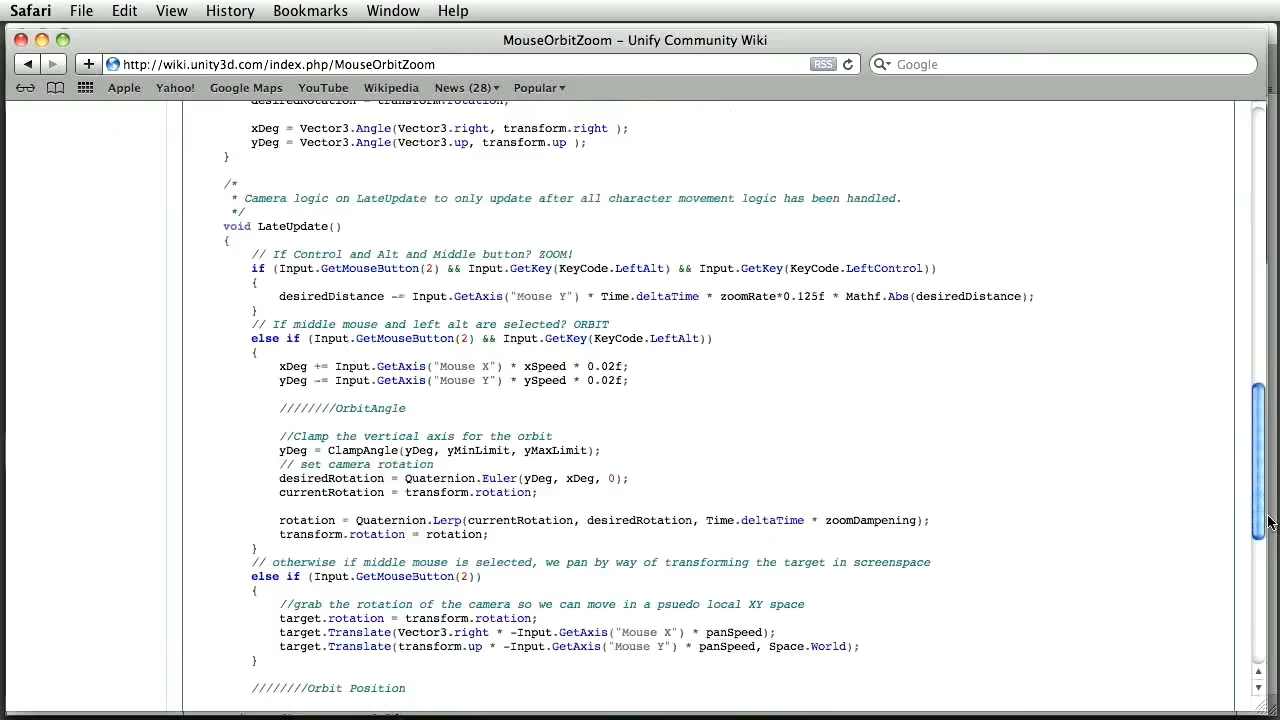 Safari File Edit View History Bookmarks Window Help
MouseOrbitZoom – Unify Community Wiki
http://wiki.unity3d.com/index.php/MouseOrbitZoom RSS Google
Apple Yahoo! Google Maps YouTube Wikipedia News (28) Popular
desiredRotation = transform.rotation;
xDeg = Vector3.Angle(Vector3.right, transform.right );
yDeg = Vector3.Angle(Vector3.up, transform.up );
}
/*
* Camera logic on LateUpdate to only update after all character movement logic has been handled.
*/
void LateUpdate()
{
// If Control and Alt and Middle button? ZOOM!
if (Input.GetMouseButton(2) && Input.GetKey(KeyCode.LeftAlt) && Input.GetKey(KeyCode.LeftControl))
{
desiredDistance -= Input.GetAxis("Mouse Y") * Time.deltaTime * zoomRate*0.125f * Mathf.Abs(desiredDistance);
}
// If middle mouse and left alt are selected? ORBIT
else if (Input.GetMouseButton(2) && Input.GetKey(KeyCode.LeftAlt))
{
xDeg += Input.GetAxis("Mouse X") * xSpeed * 0.02f;
yDeg -= Input.GetAxis("Mouse Y") * ySpeed * 0.02f;
////////OrbitAngle
//Clamp the vertical axis for the orbit
yDeg = ClampAngle(yDeg, yMinLimit, yMaxLimit);
// set camera rotation
desiredRotation = Quaternion.Euler(yDeg, xDeg, 0);
currentRotation = transform.rotation;
rotation = Quaternion.Lerp(currentRotation, desiredRotation, Time.deltaTime * zoomDampening);
transform.rotation = rotation;
}
// otherwise if middle mouse is selected, we pan by way of transforming the target in screenspace
else if (Input.GetMouseButton(2))
{
//grab the rotation of the camera so we can move in a psuedo local XY space
target.rotation = transform.rotation;
target.Translate(Vector3.right * -Input.GetAxis("Mouse X") * panSpeed);
target.Translate(transform.up * -Input.GetAxis("Mouse Y") * panSpeed, Space.World);
}
////////Orbit Position